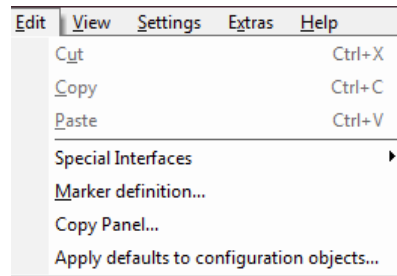 Edit View Settings Extras Help
Cut Ctrl+X
Copy Ctrl+C
Paste Ctrl+V
Special Interfaces
Marker definition...
Copy Panel...
Apply defaults to configuration objects...